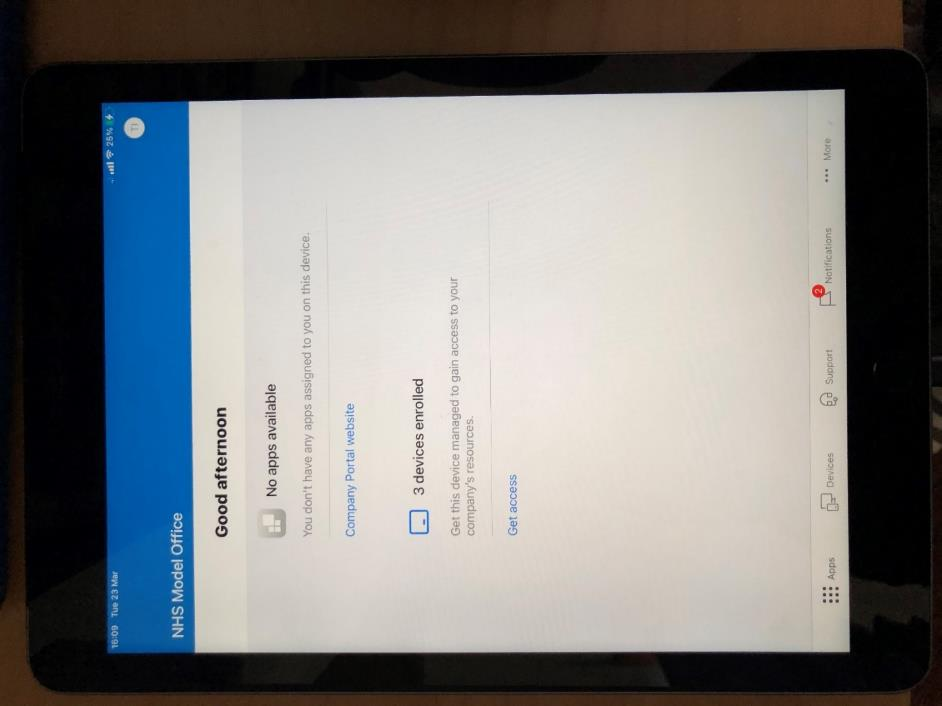 16:09 Tue 23 Mar
25%
NHS Model Office
TI
Good afternoon
No apps available
You don't have any apps assigned to you on this device.
Company Portal website
3 devices enrolled
Get this device managed to gain access to your
company's resources.
Get access
Apps
Devices
Support
2
Notifications
More